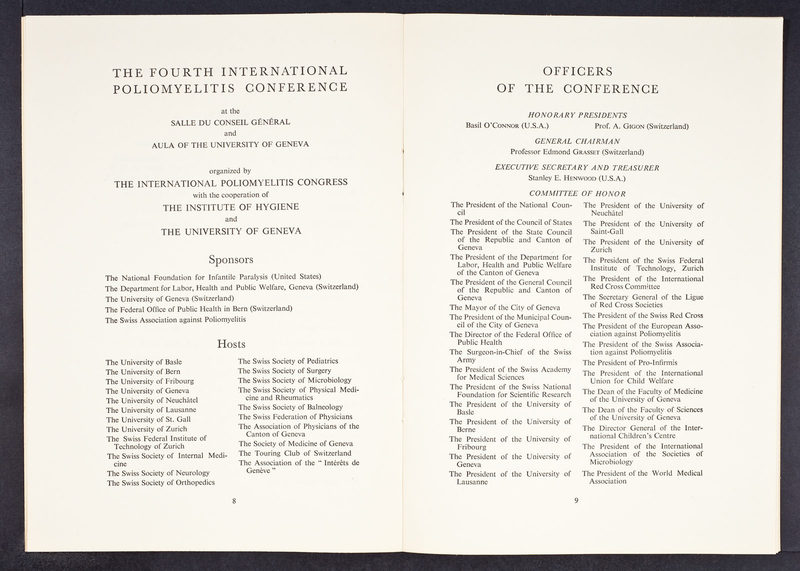 THE FOURTH INTERNATIONAL
POLIOMYELITIS CONFERENCE
at the
SALLE DU CONSEIL GÉNÉRAL
and
AULA OF THE UNIVERSITY OF GENEVA
organized by
THE INTERNATIONAL POLIOMYELITIS CONGRESS
with the cooperation of
THE INSTITUTE OF HYGIENE
and
THE UNIVERSITY OF GENEVA
Sponsors
The National Foundation for Infantile Paralysis (United States)
The Department for Labor, Health and Public Welfare, Geneva (Switzerland)
The University of Geneva (Switzerland)
The Federal Office of Public Health in Bern (Switzerland)
The Swiss Association against Poliomyelitis
Hosts
The University of Basle
The University of Bern
The University of Fribourg
The University of Geneva
The University of Neuchâtel
The University of Lausanne
The University of St. Gall
The University of Zurich
The Swiss Federal Institute of
Technology of Zurich
The Swiss Society of Internal Medi-
cine
The Swiss Society of Neurology
The Swiss Society of Orthopedics
The Swiss Society of Pediatrics
The Swiss Society of Surgery
The Swiss Society of Microbiology
The Swiss Society of Physical Medi-
cine and Rheumatics
The Swiss Society of Balneology
The Swiss Federation of Physicians
The Association of Physicians of the
Canton of Geneva
The Society of Medicine of Geneva
The Touring Club of Switzerland
The Association of the " Intérêts de
Genève "
8
OFFICERS
OF THE CONFERENCE
HONORARY PRESIDENTS
Basil O'CONNOR (U.S.A.) Prof. A. GIGON (Switzerland)
GENERAL CHAIRMAN
Professor Edmond GRASSET (Switzerland)
EXECUTIVE SECRETARY AND TREASURER
Stanley E. HENWOOD (U.S.A.)
COMMITTEE OF HONOR
The President of the National Coun-
cil
The President of the Council of States
The President of the State Council
of the Republic and Canton of
Geneva
The President of the Department for
Labor, Health and Public Welfare
of the Canton of Geneva
The President of the General Council
of the Republic and Canton of
Geneva
The Mayor of the City of Geneva
The President of the Municipal Coun-
cil of the City of Geneva
The Director of the Federal Office of
Public Health
The Surgeon-in-Chief of the Swiss
Army
The President of the Swiss Academy
for Medical Sciences
The President of the Swiss National
Foundation for Scientific Research
The President of the University of
Basle
The President of the University of
Berne
The President of the University of
Fribourg
The President of the University of
Geneva
The President of the University of
Lausanne
The President of the University of
Neuchâtel
The President of the University of
Saint-Gall
The President of the University of
Zurich
The President of the Swiss Federal
Institute of Technology, Zurich
The President of the International
Red Cross Committee
The Secretary General of the Ligue
of Red Cross Societies
The President of the Swiss Red Cross
The President of the European Asso-
ciation against Poliomyelitis
The President of the Swiss Associa-
tion against Poliomyelitis
The President of Pro-Infirmis
The President of the International
Union for Child Welfare
The Dean of the Faculty of Medicine
of the University of Geneva
The Dean of the Faculty of Sciences
of the University of Geneva
The Director General of the Inter-
national Children's Centre
The President of the International
Association of the Societies of
Microbiology
The President of the World Medical
Association
9